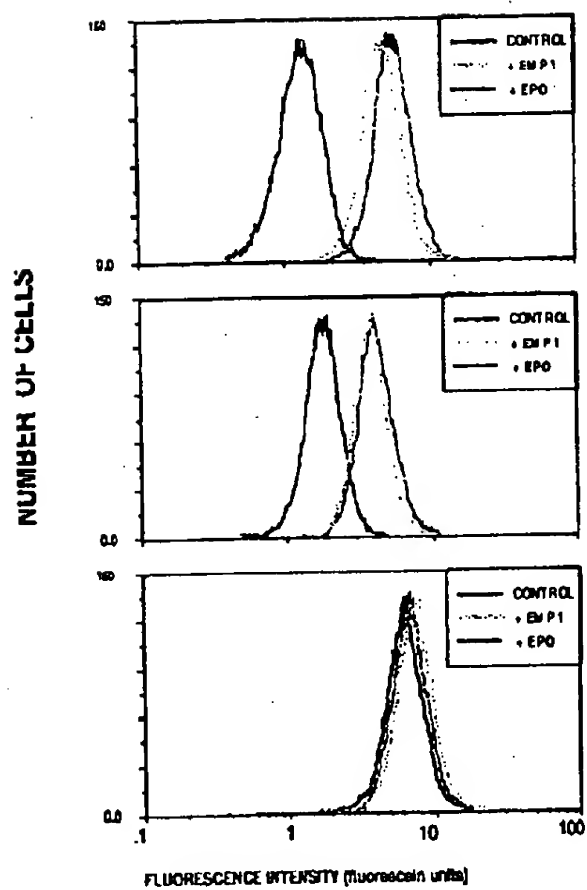 150
CONTROL
+ EMP1
+ EPO
0.0
NUMBER OF CELLS
150
CONTROL
+ EMP1
+ EPO
0.0
150
CONTROL
+ EMP1
+ EPO
0.0
.1
1
10
100
FLUORESCENCE INTENSITY [fluorescein units]